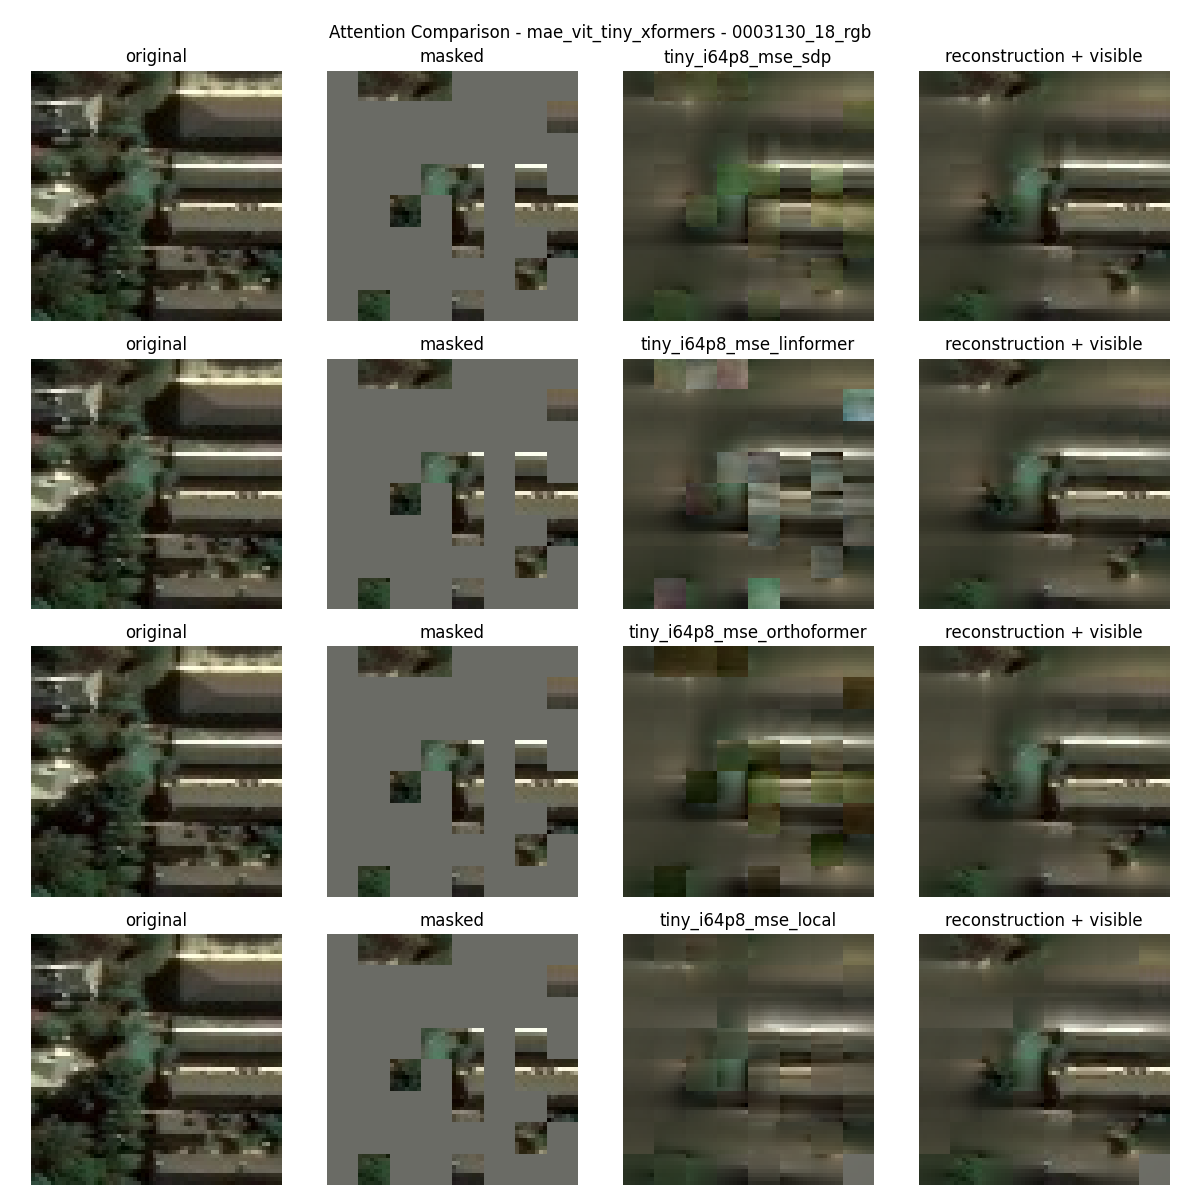 Attention Comparison - mae_vit_tiny_xformers - 0003130_18_rgb
original masked tiny_i64p8_mse_sdp reconstruction + visible
original masked tiny_i64p8_mse_linformer reconstruction + visible
original masked tiny_i64p8_mse_orthoformer reconstruction + visible
original masked tiny_i64p8_mse_local reconstruction + visible